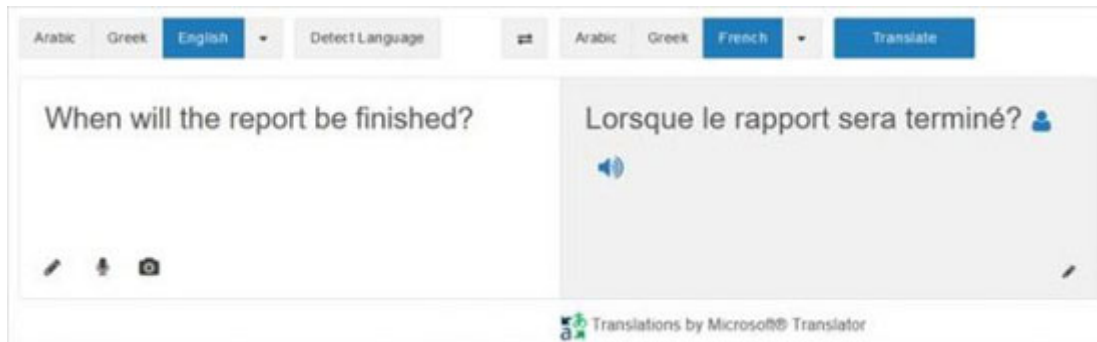 Arabic Greek English Detect Language Arabic Greek French Translate
When will the report be finished?
Lorsque le rapport sera terminé?
Translations by Microsoft® Translator